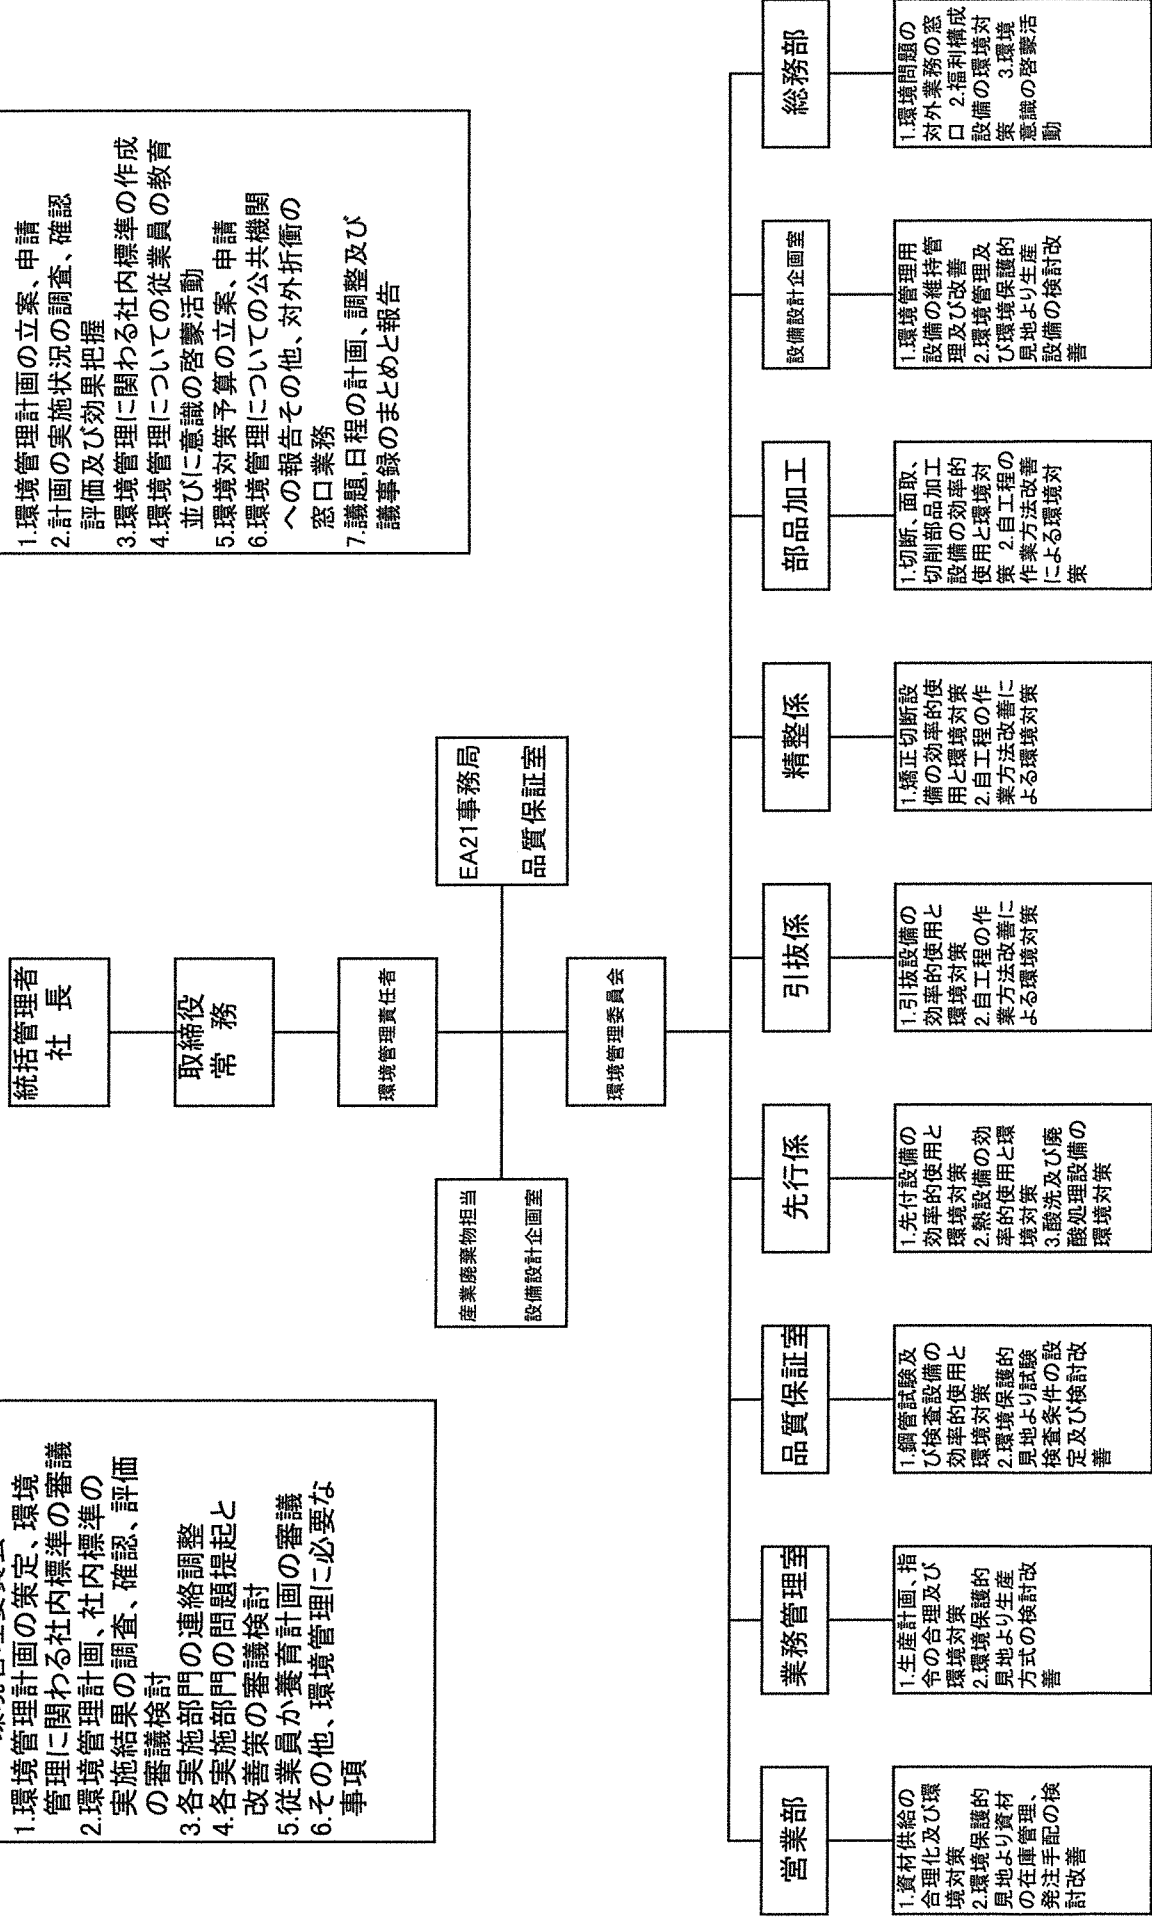 1.環境管理計画の策定、環境
管理に関わる社内標準の審議
2.環境管理計画、社内標準の
実施結果の調査、確認、評価
の審議検討
3.各実施部門の連絡調整
4.各実施部門の問題提起と
改善策の審議検討
5.従業員か養育計画の審議
6.その他、環境管理に必要な
事項
統括管理者
社 長
取締役
常 務
環境管理責任者
産業廃棄物担当
設備設計企画室
EA21事務局
品質保証室
環境管理委員会
1.環境管理計画の立案、申請
2.計画の実施状況の調査、確認
評価及び効果把握
3.環境管理に関わる社内標準の作成
4.環境管理についての従業員の教育
並びに意識の啓蒙活動
5.環境対策予算の立案、申請
6.環境管理についての公共機関
への報告その他、対外折衝の
窓口業務
7.議題,日程の計画、調整及び
議事録のまとめと報告
営業部
1.資材供給の
合理化及び環
境対策
2.環境保護的
見地より資材
の在庫管理、
発注手配の検
討改善
業務管理室
1.生産計画、指
令の合理及び
環境対策
2.環境保護的
見地より生産
方式の検討改
善
品質保証室
1.鋼管試験及
び検査設備の
効率的使用と
環境対策
2.環境保護的
見地より試験
検査条件の設
定及び検討改
善
先行係
1.先付設備の
効率的使用と
環境対策
2.熱設備の効
率的使用と環
境対策
3.酸洗及び廃
酸処理設備の
環境対策
引抜係
1.引抜設備の
効率的使用と
環境対策
2.自工程の作
業方法改善に
よる環境対策
精整係
1.矯正切断設
備の効率的使
用と環境対策
2.自工程の作
業方法改善に
よる環境対策
部品加工
1.切断、面取、
切削部品加工
設備の効率的
使用と環境対
策 2.自工程の
作業方法改善
による環境対
策
設備設計企画室
1.環境管理用
設備の維持管
理及び改善
2.環境管理及
び環境保護的
見地より生産
設備の検討改
善
総務部
1.環境問題の
対外業務の窓
口 2.福利構成
設備の環境対
策 3.環境
意識の啓蒙活
動